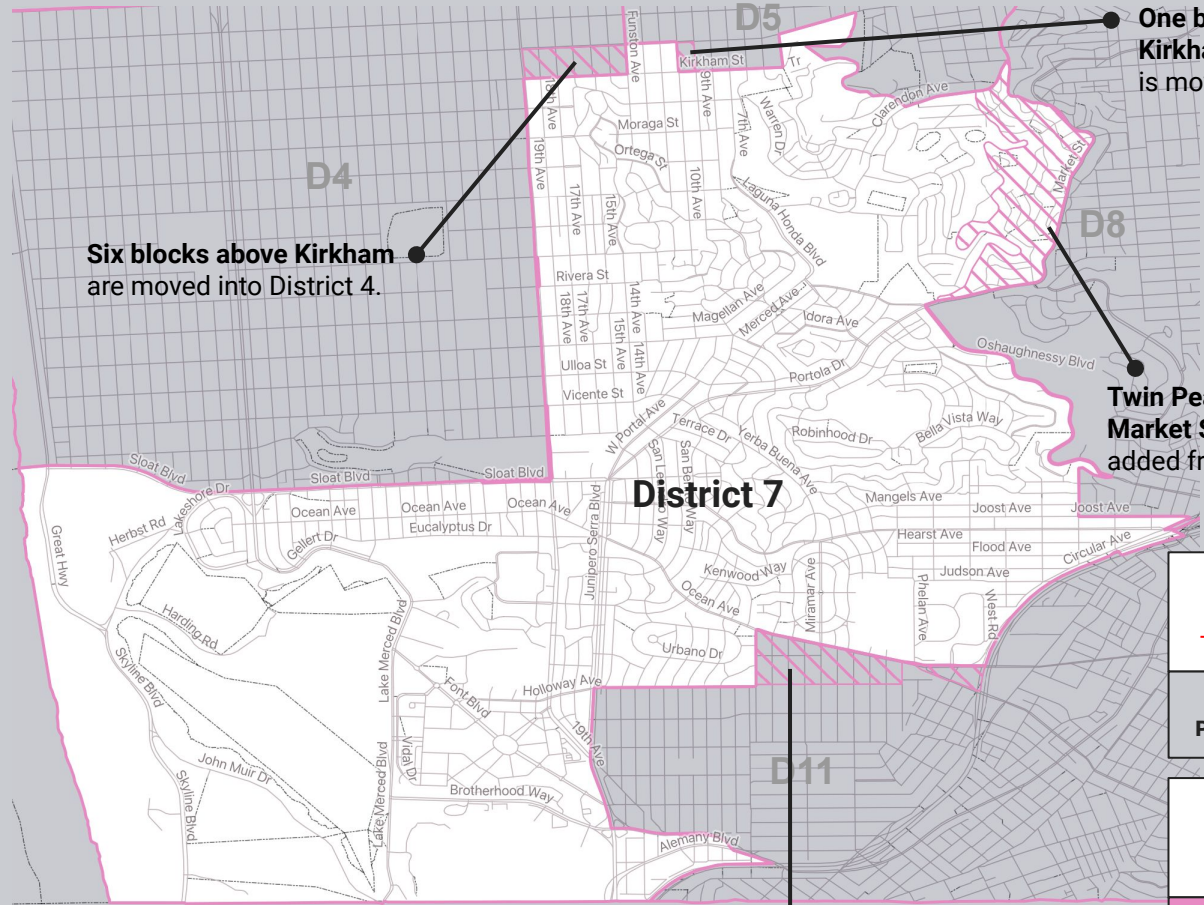 D5
One b
Kirkha
is mo
Funston Ave
Kirkham St
Tr
18th Ave
19th Ave
9th Ave
7th Ave
Warren Dr
Clarendon Ave
Moraga St
Ortega St
Market St
D4
17th Ave
15th Ave
10th Ave
Laguna Honda Blvd
D8
Six blocks above Kirkham
are moved into District 4.
Rivera St
18th Ave
17th Ave
14th Ave
15th Ave
14th Ave
Magellan Ave
Merced Ave
Adora Ave
Oshaughnessy Blvd
Ulloa St
Vicente St
Portola Dr
Twin Pea
Market S
added fr
W Portal Ave
Terrace Dr
Yerba Buena Ave
Robinhood Dr
Bella Vista Way
Sloat Blvd
Sloat Blvd
Sloat Blvd
San Le Way
San Be Way
District 7
Lakeshore Dr
Ocean Ave
Ocean Ave
Ocean Ave
Mangels Ave
Joost Ave
Joost Ave
Great Hwy
Herbst Rd
Gellert Dr
Eucalyptus Dr
Junipero Serra Blvd
Hearst Ave
Flood Ave
Circular Ave
Kenwood Way
Judson Ave
Ocean Ave
Miramar Ave
Phelan Ave
West Rd
Harding Rd
Lake Merced Blvd
Urbano Dr
Skyline Blvd
Font Blvd
Holloway Ave
19th Ave
P
Vidal Dr
John Muir Dr
Skyline Blvd
Lake Merced Blvd
Brotherhood Way
D11
Alemany Blvd